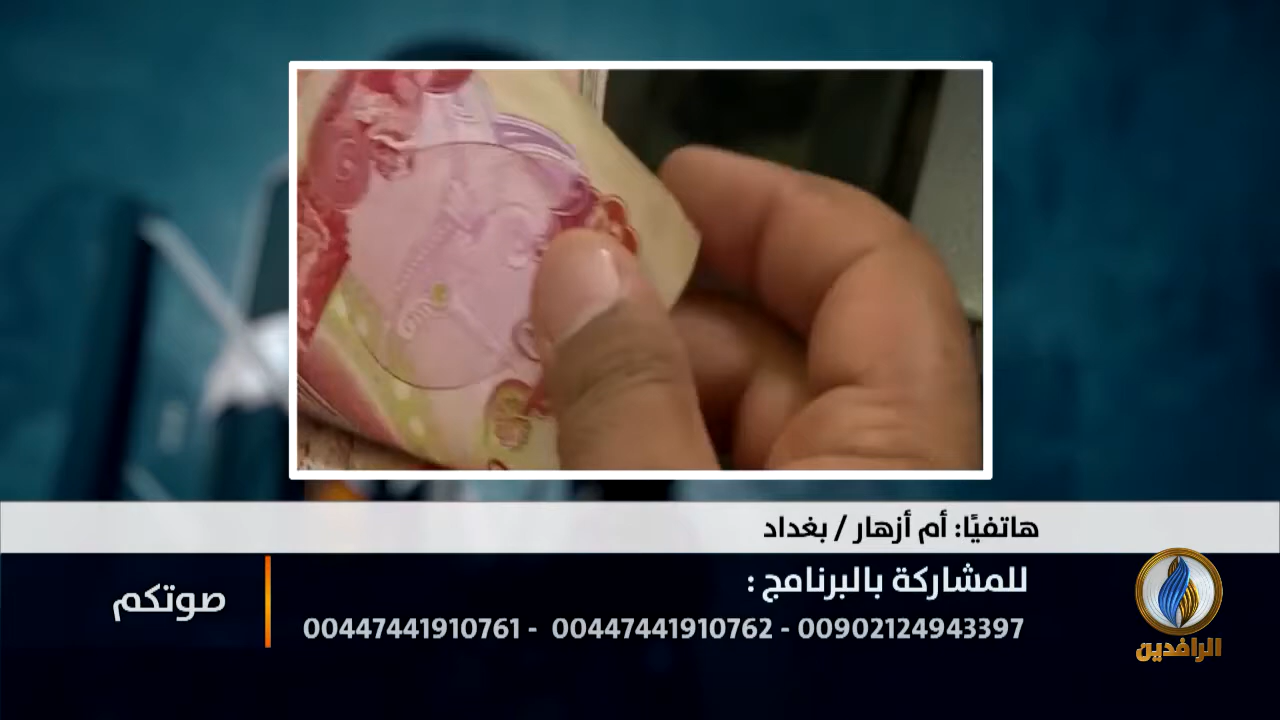 هاتفيًا: أم أزهار / بغداد
للمشاركة بالبرنامج :
00447441910761 - 00447441910762 - 00902124943397
صوتكم
الرافدين